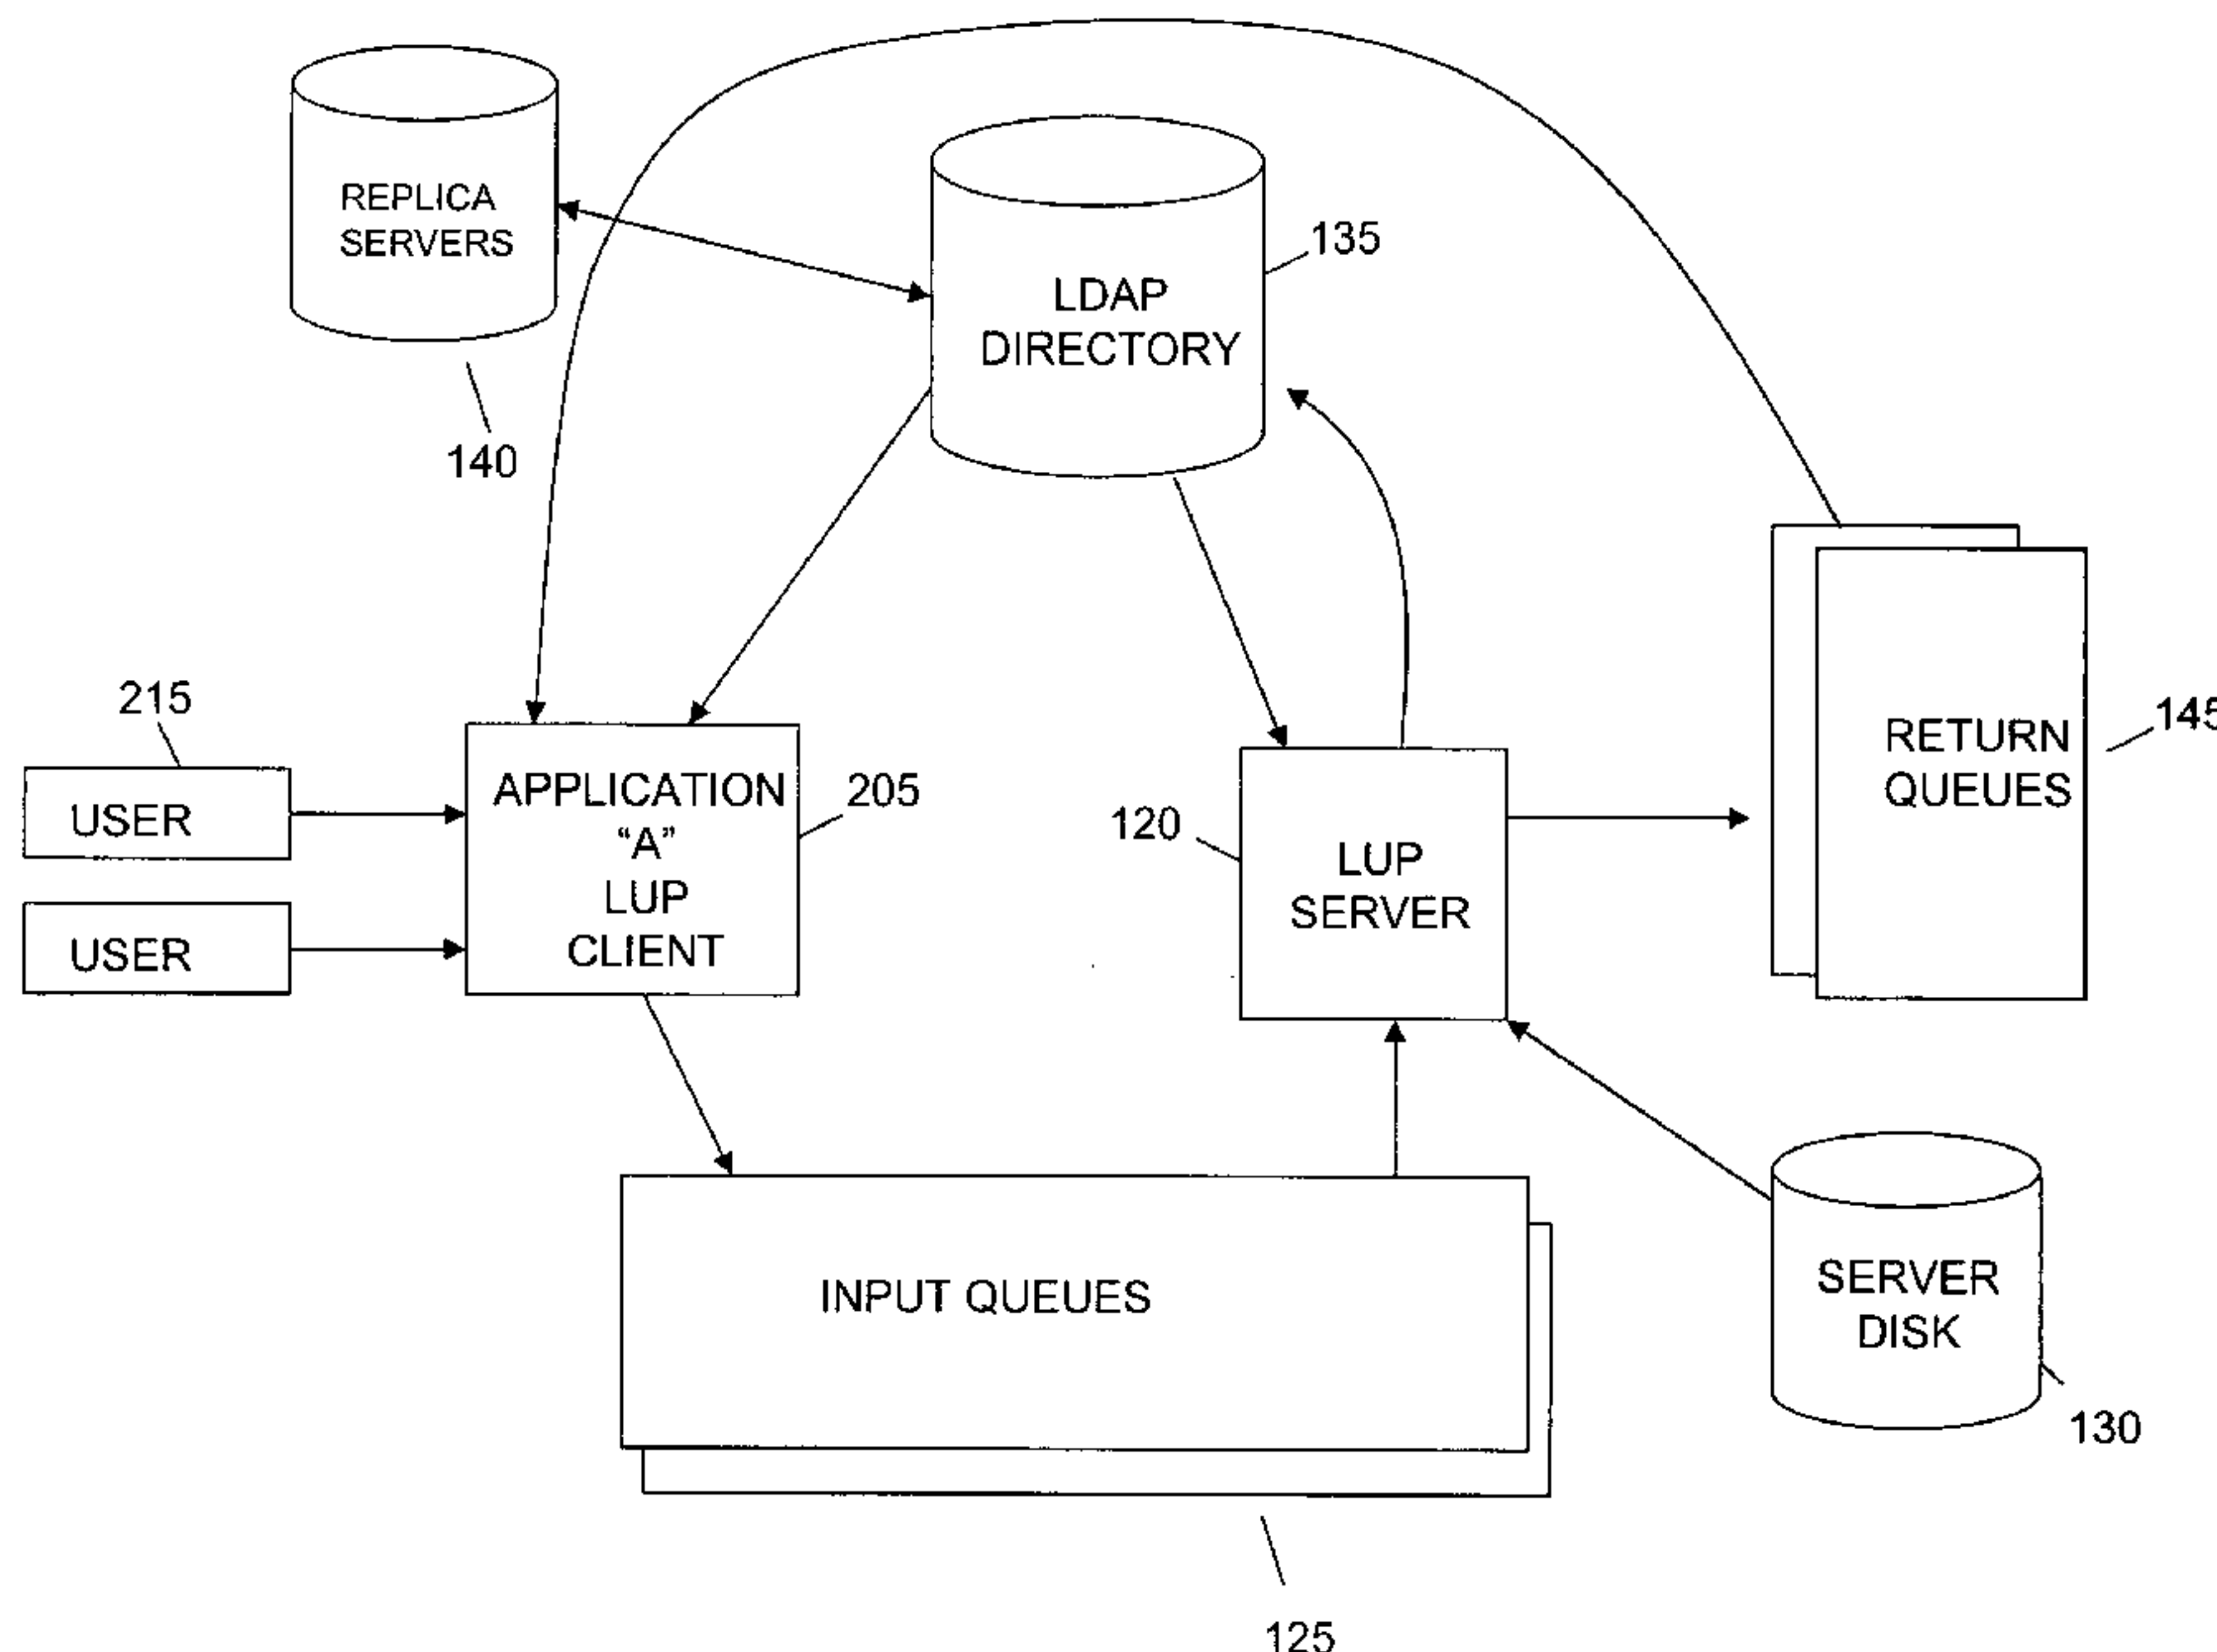 REPLICA
SERVERS
140
LDAP
DIRECTORY
135
215
USER
USER
APPLICATION
“A”
LUP
CLIENT
205
120
LUP
SERVER
RETURN
QUEUES
145
INPUT QUEUES
125
SERVER
DISK
130